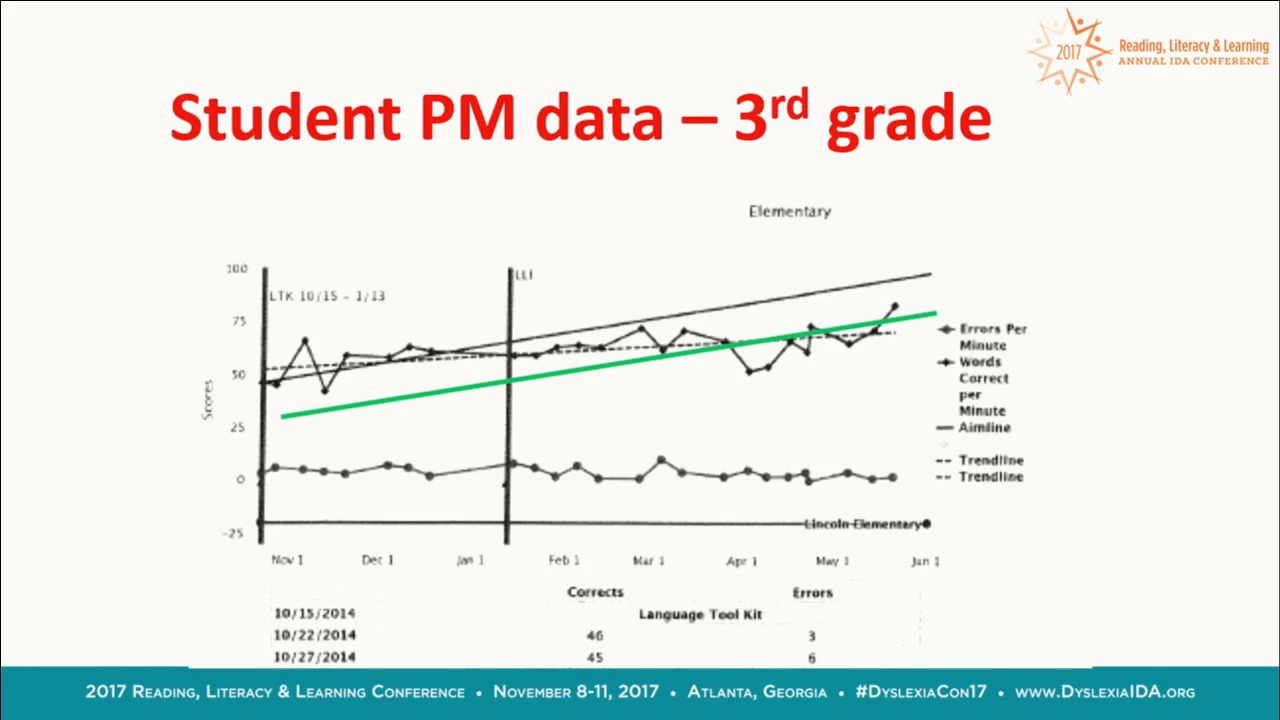 2017
Reading, Literacy & Learning
ANNUAL IDA CONFERENCE
Student PM data – 3rd grade
Elementary
100
75
50
25
0
-25
Scores
LTK 10/15 – 1/13
LLI
Errors Per
Minute
Words
Correct
per
Minute
Aimline
Trendline
Trendline
Lincoln Elementary
Nov 1
Dec 1
Jan 1
Feb 1
Mar 1
Apr 1
May 1
Jun 1
Corrects Errors
10/15/2014 Language Tool Kit
10/22/2014 46 3
10/27/2014 45 6
2017 Reading, Literacy & Learning Conference • November 8-11, 2017 • Atlanta, Georgia • #DyslexiaCon17 • www.DyslexiaIDA.org